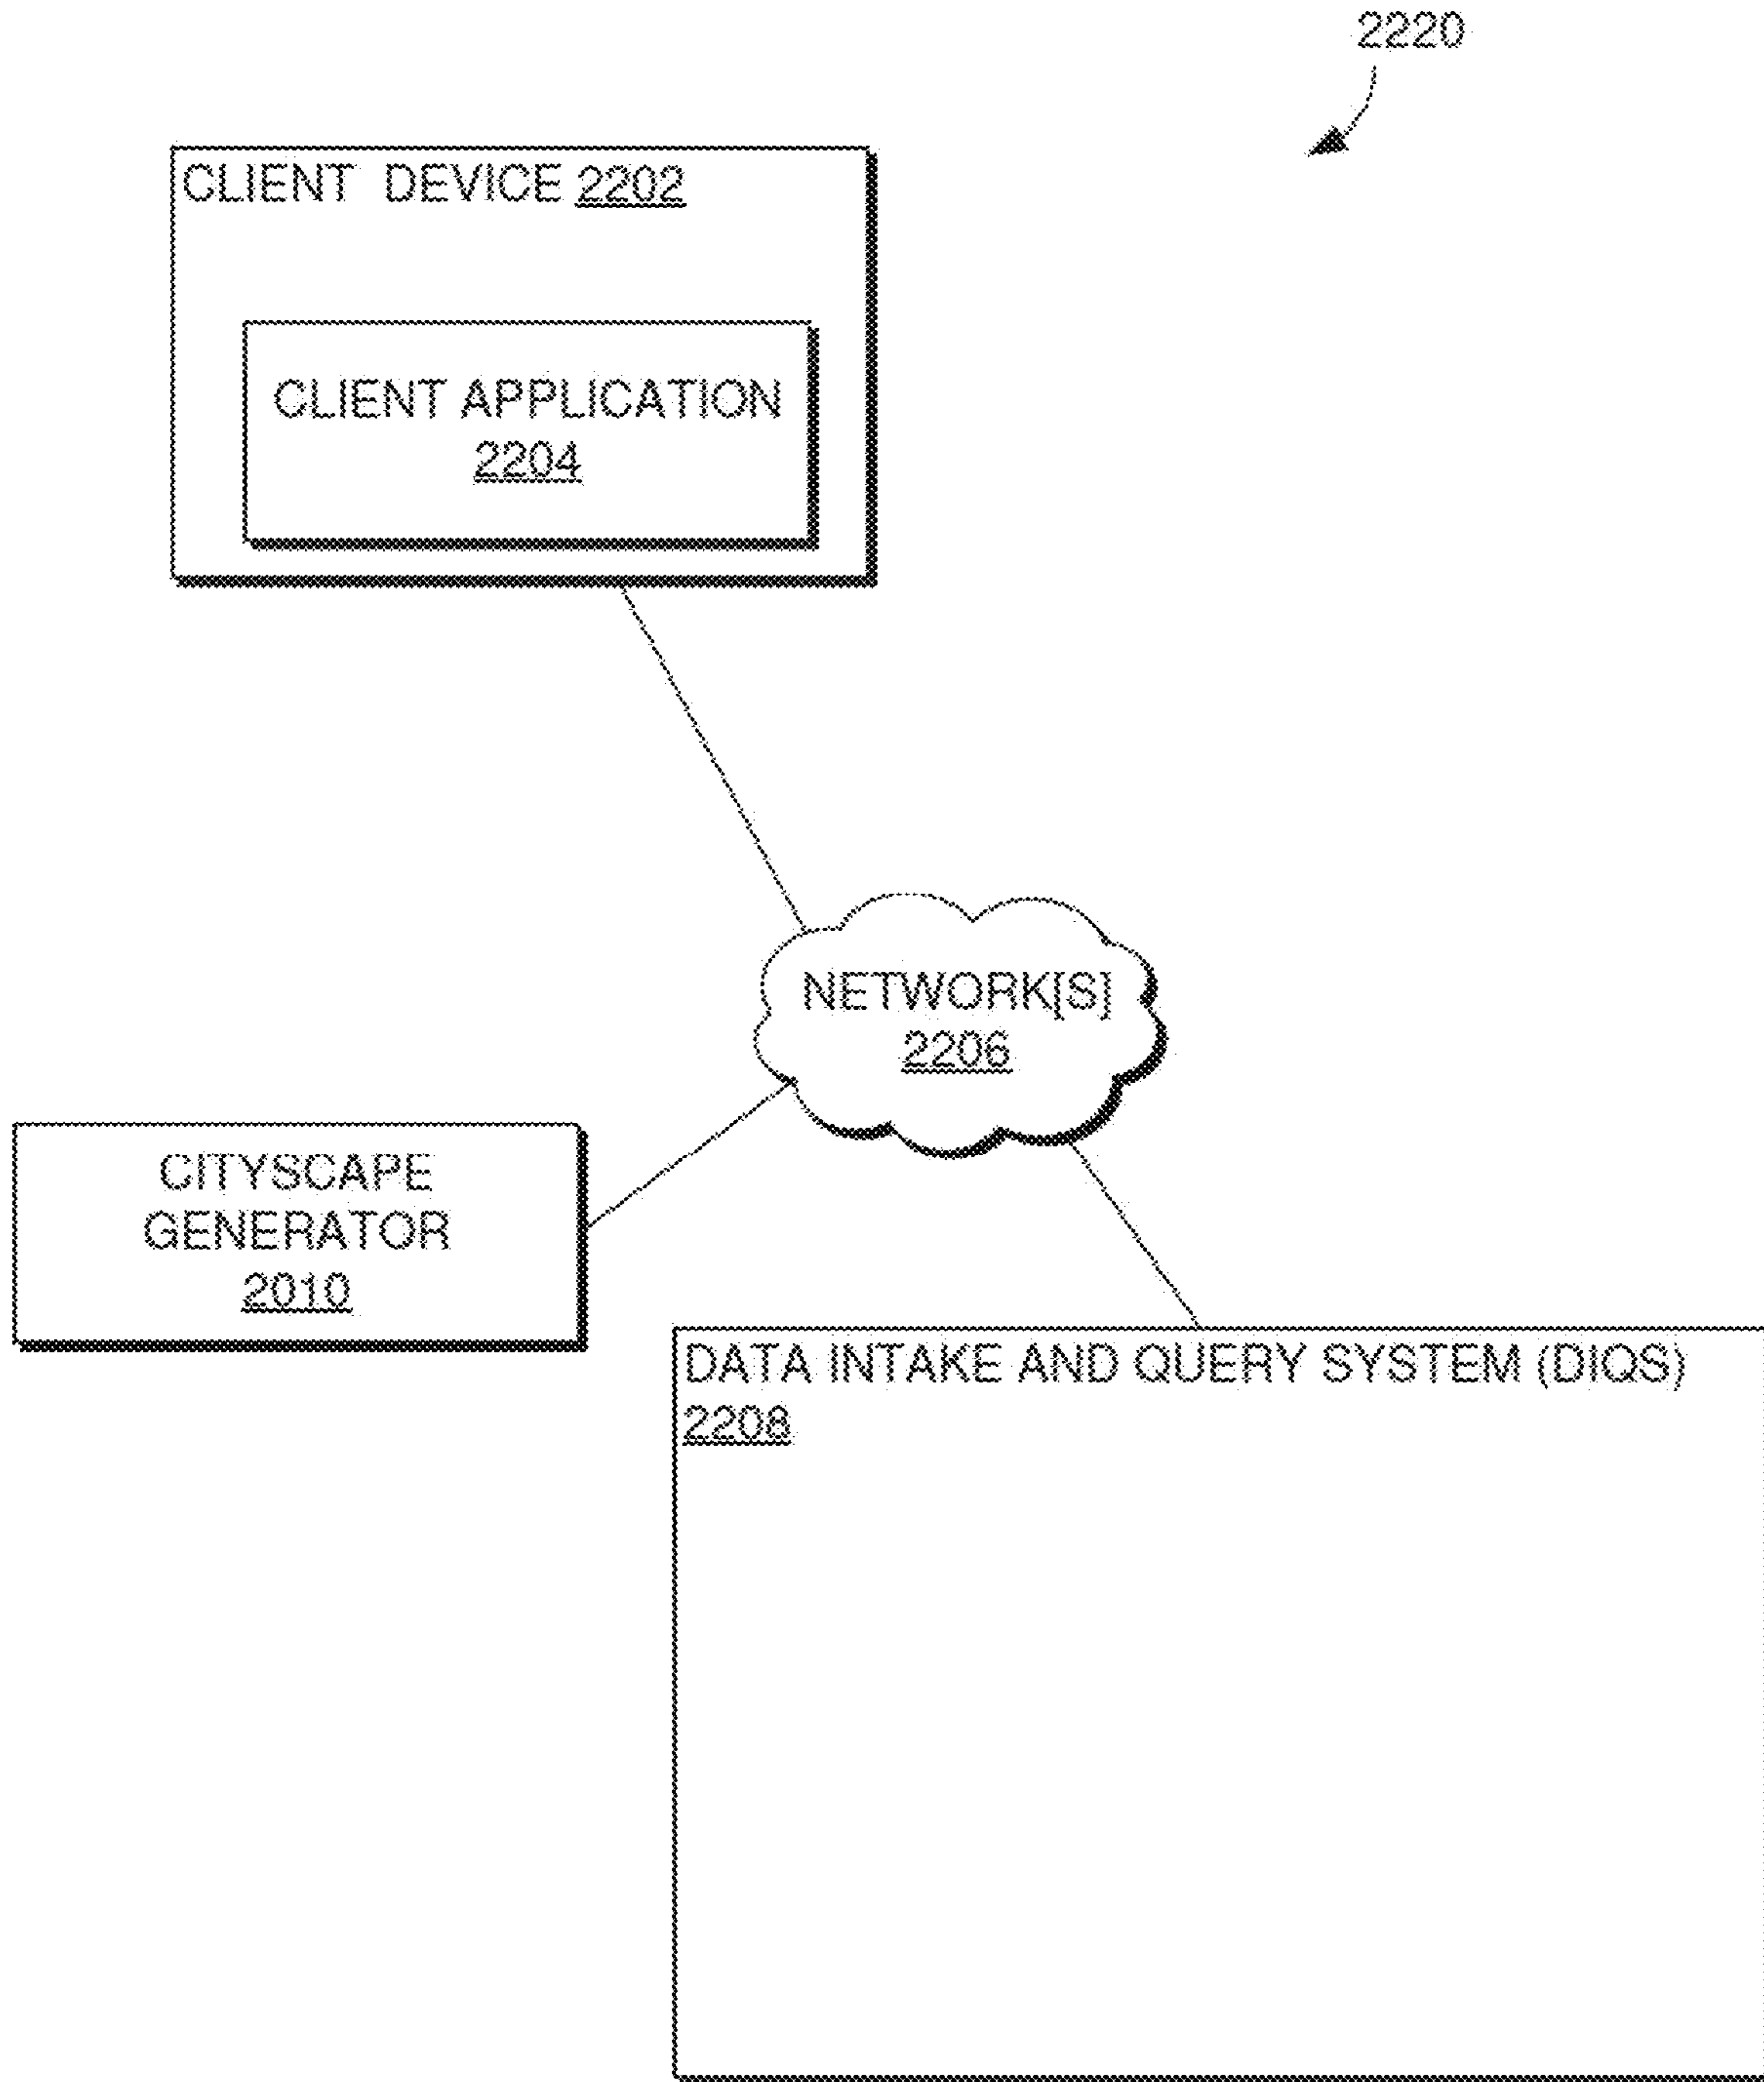 2220
CLIENT DEVICE 2202
CLIENT APPLICATION
2204
NETWORK[S]
2206
CITYSCAPE
GENERATOR
2010
DATA INTAKE AND QUERY SYSTEM (DIQS)
2208